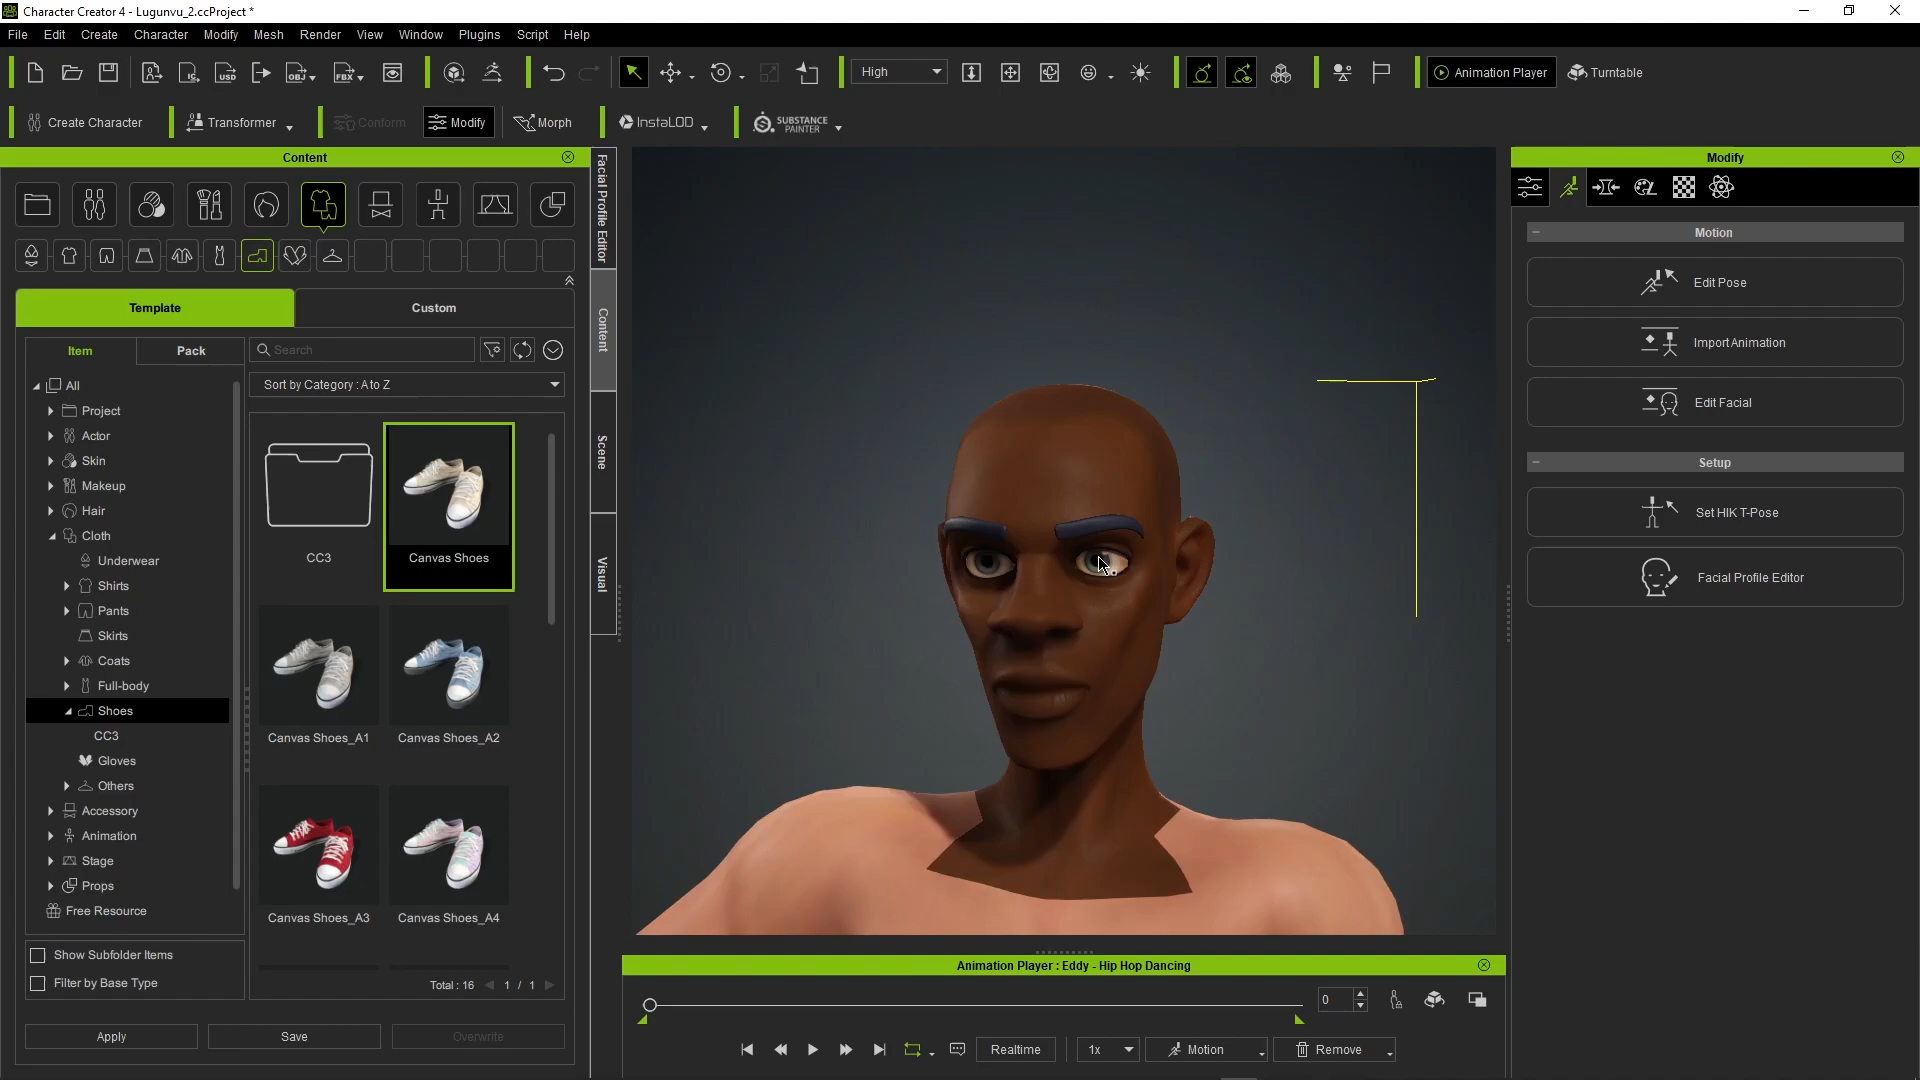 Character Creator 4 - Lugunvu_2.ccProject *
File Edit Create Character Modify Mesh Render View Window Plugins Script Help
IC USD OBJ FBX High Animation Player Turntable
Create Character Transformer Conform Modify Morph InstaLOD SUBSTANCE PAINTER
Content
Template Custom
Item Pack Search
Sort by Category : A to Z
All
Project
Actor
Skin
Makeup
Hair
Cloth
Underwear
Shirts
Pants
Skirts
Coats
Full-body
Shoes
CC3
Gloves
Others
Accessory
Animation
Stage
Props
Free Resource
CC3 Canvas Shoes
Canvas Shoes_A1 Canvas Shoes_A2
Canvas Shoes_A3 Canvas Shoes_A4
Show Subfolder Items
Filter by Base Type
Total : 16 1 / 1
Apply Save Overwrite
Facial Profile Editor
Content
Scene
Visual
Animation Player : Eddy - Hip Hop Dancing
0
Realtime 1x Motion Remove
Modify
Motion
Edit Pose
Import Animation
Edit Facial
Setup
Set HIK T-Pose
Facial Profile Editor